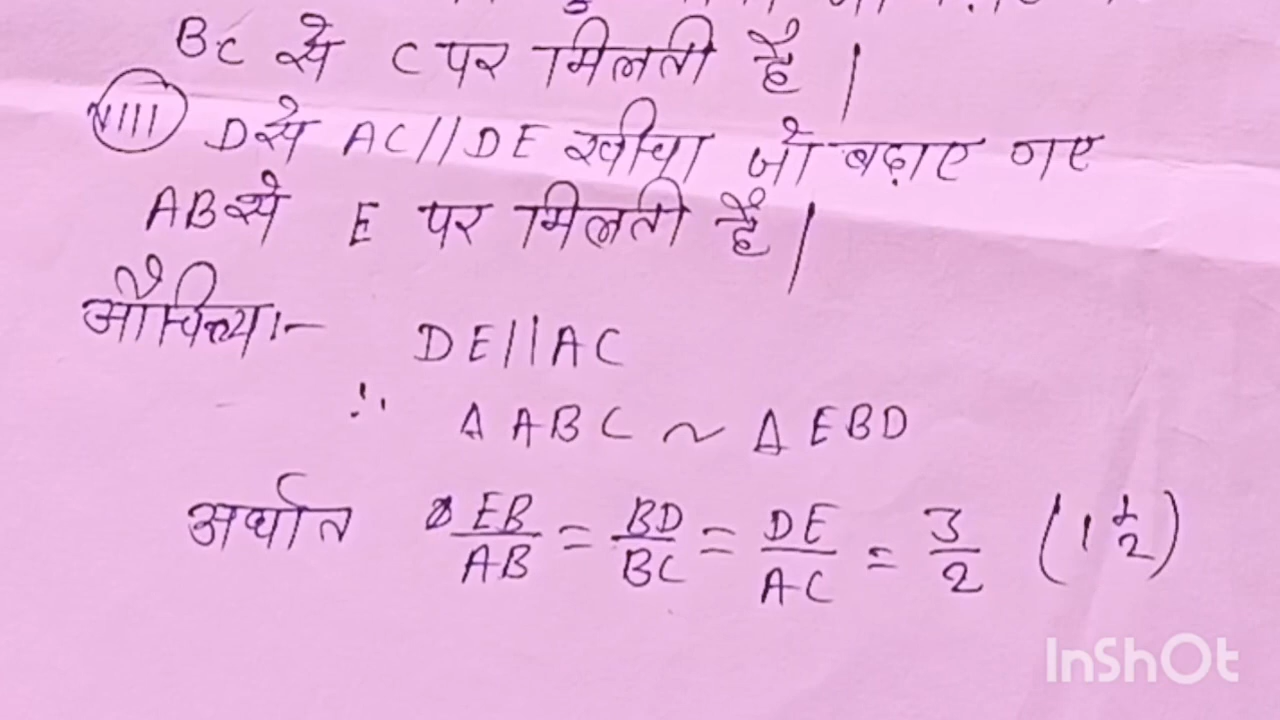 BC से C पर मिलती है |
VIII D से AC//DE खीचा जो बढ़ाए गए
AB से E पर मिलती है |
औचित्य :- DE||AC
∴ Δ ABC ~ Δ EBD
अर्थात EB/AB = BD/BC = DE/AC = 3/2 (1 1/2)
InShOt